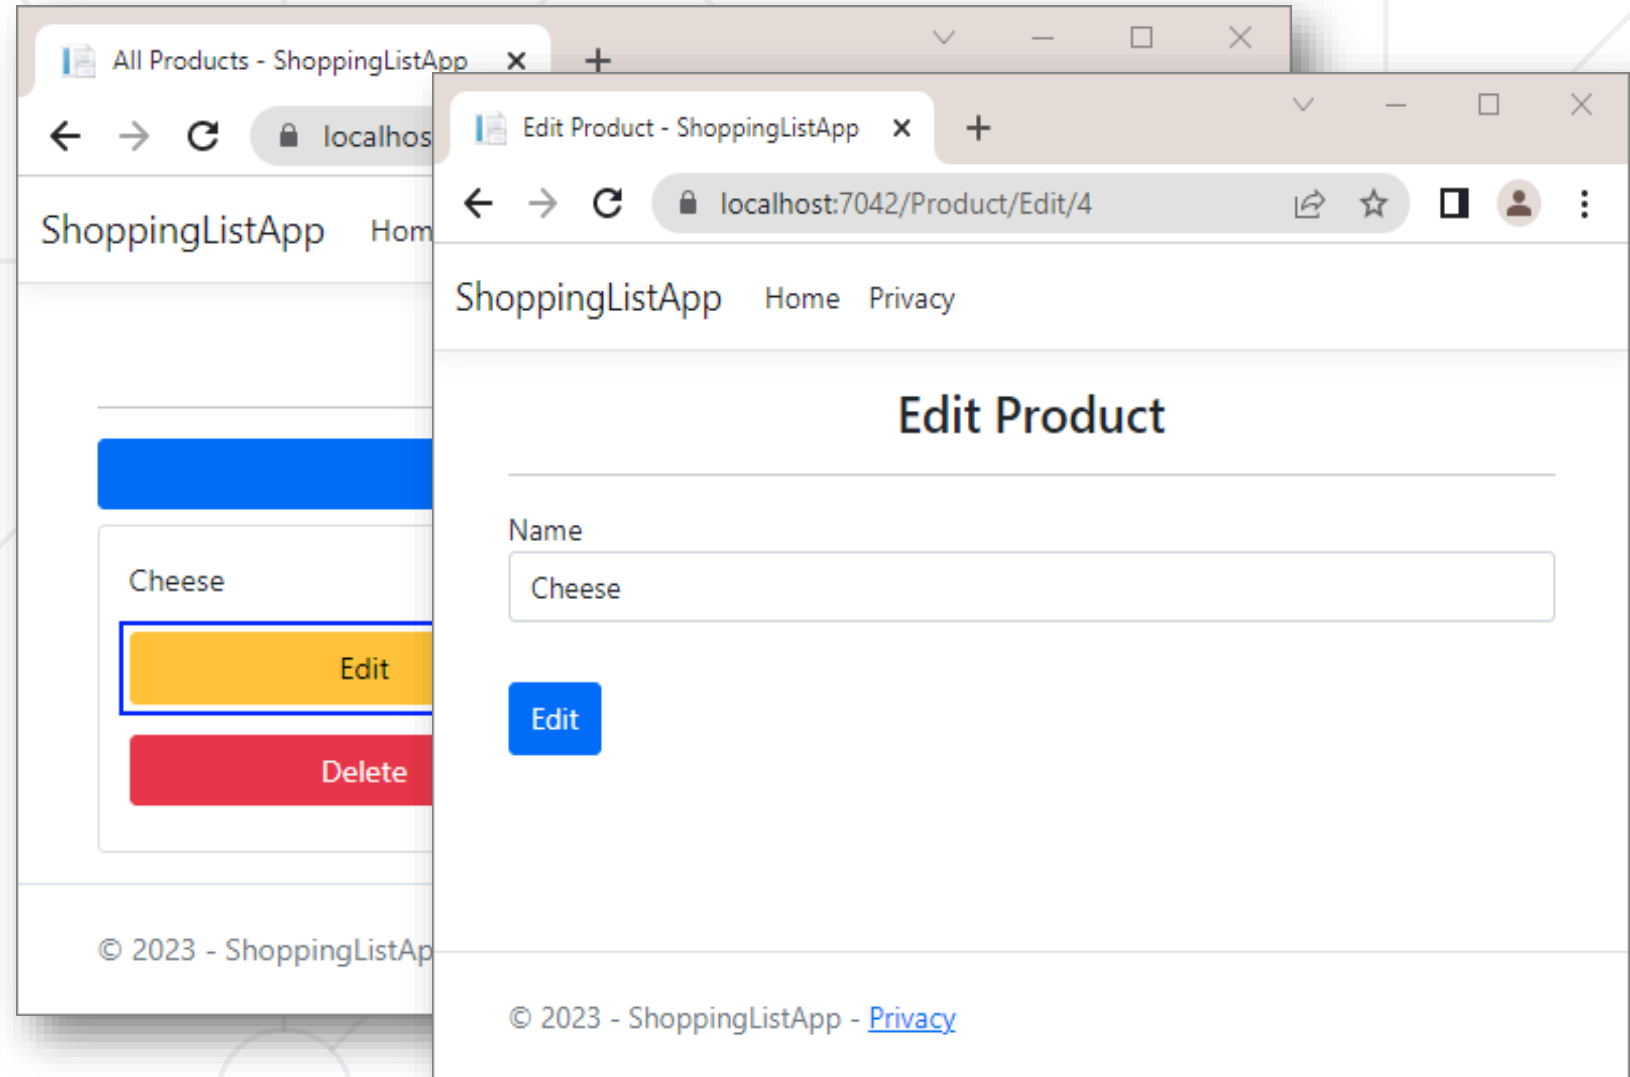 All Products - ShoppingListApp
localhos
ShoppingListApp Hom
Cheese
Edit
Delete
© 2023 - ShoppingListAp
Edit Product - ShoppingListApp
localhost:7042/Product/Edit/4
ShoppingListApp Home Privacy
Edit Product
Name
Cheese
Edit
© 2023 - ShoppingListApp - Privacy